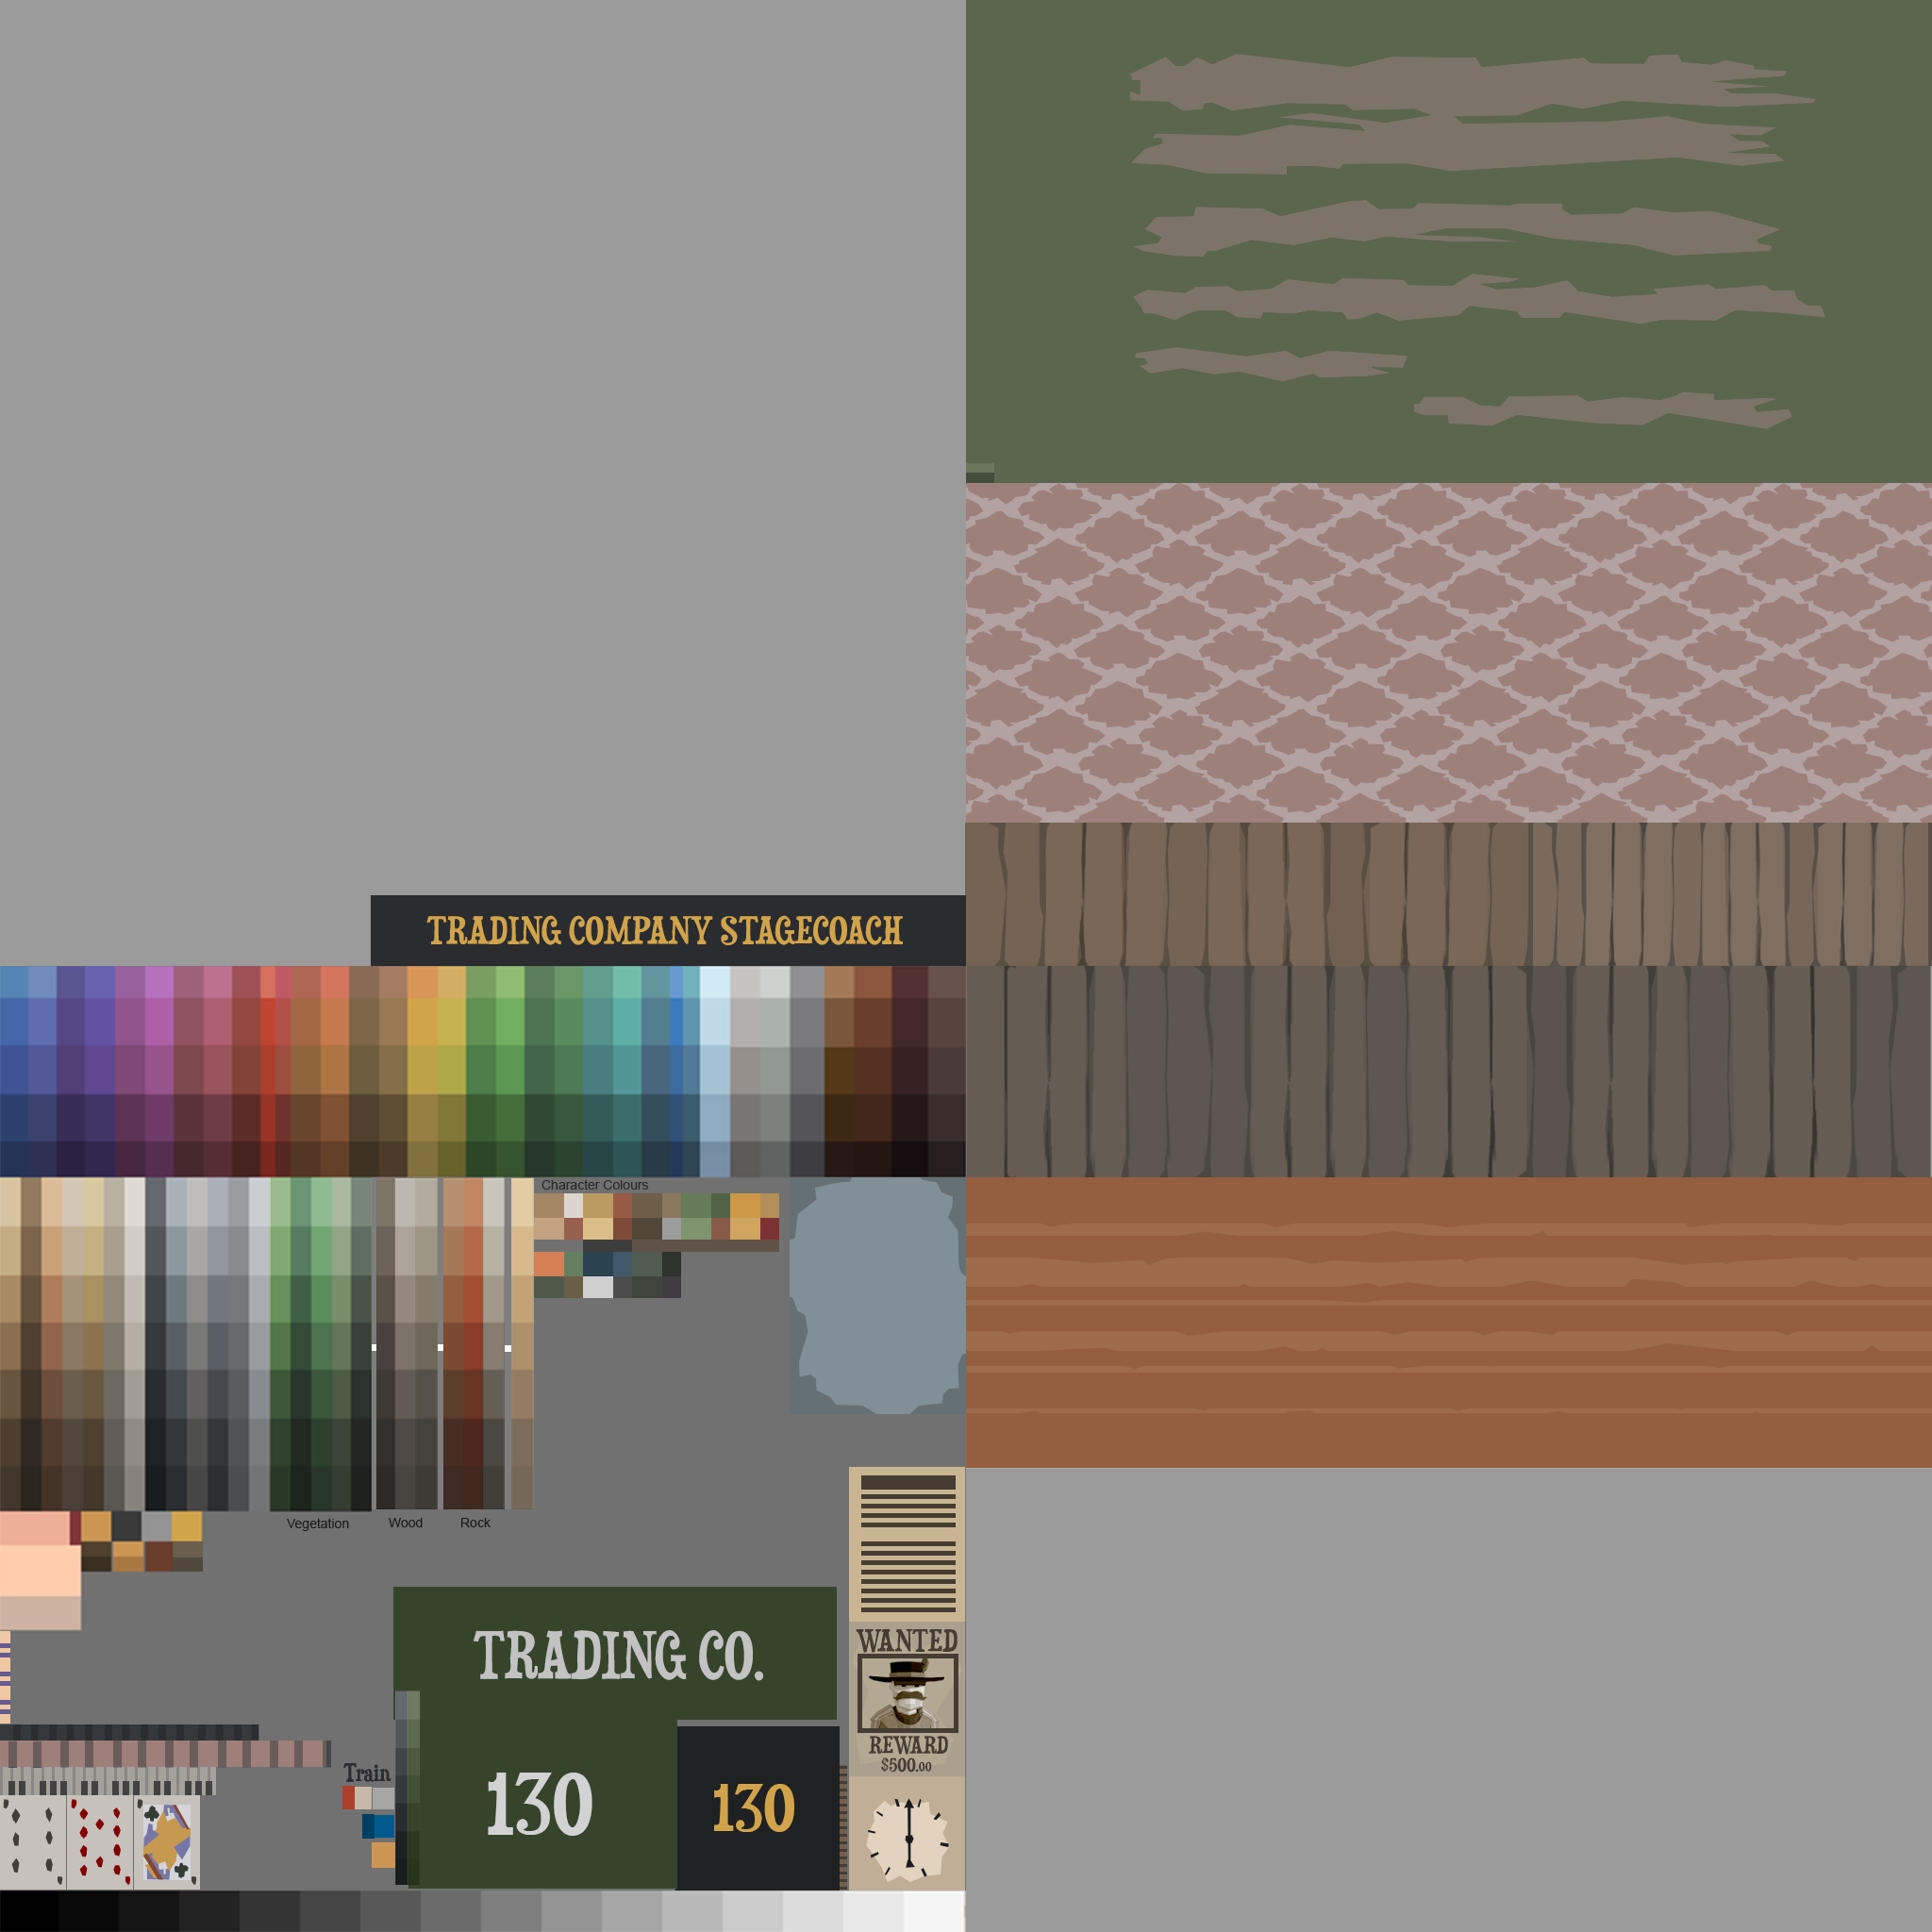 TRADING COMPANY STAGECOACH
Character Colours
Vegetation
Wood
Rock
TRADING CO.
WANTED
REWARD
$500.00
Train
130
130